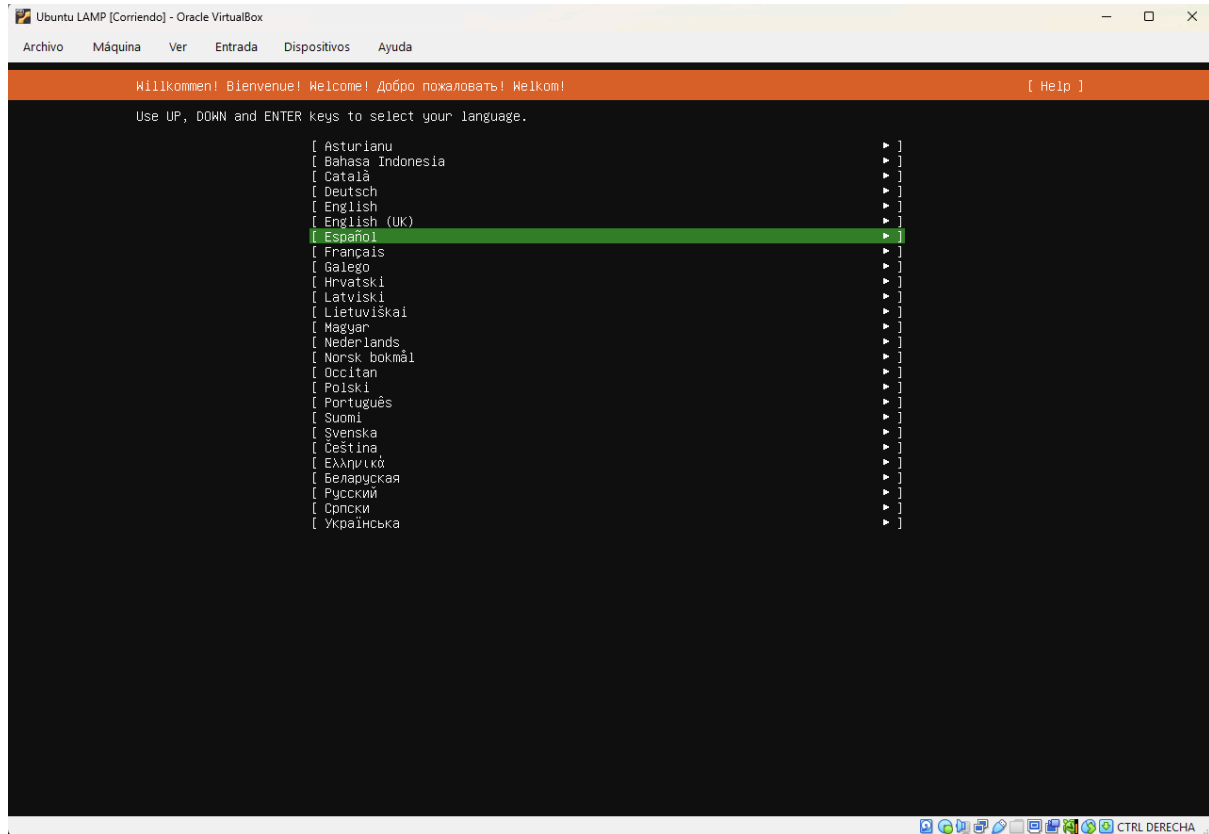 Ubuntu LAMP [Corriendo] - Oracle VirtualBox
Archivo Máquina Ver Entrada Dispositivos Ayuda
Willkommen! Bienvenue! Welcome! Добро пожаловать! Welkom! [ Help ]
Use UP, DOWN and ENTER keys to select your language.
[ Asturianu ► ]
[ Bahasa Indonesia ► ]
[ Català ► ]
[ Deutsch ► ]
[ English ► ]
[ English (UK) ► ]
[ Español ► ]
[ Français ► ]
[ Galego ► ]
[ Hrvatski ► ]
[ Latviski ► ]
[ Lietuviškai ► ]
[ Magyar ► ]
[ Nederlands ► ]
[ Norsk bokmål ► ]
[ Occitan ► ]
[ Polski ► ]
[ Português ► ]
[ Suomi ► ]
[ Svenska ► ]
[ Čeština ► ]
[ Ελληνικά ► ]
[ Беларуская ► ]
[ Русский ► ]
[ Српски ► ]
[ Українська ► ]
CTRL DERECHA